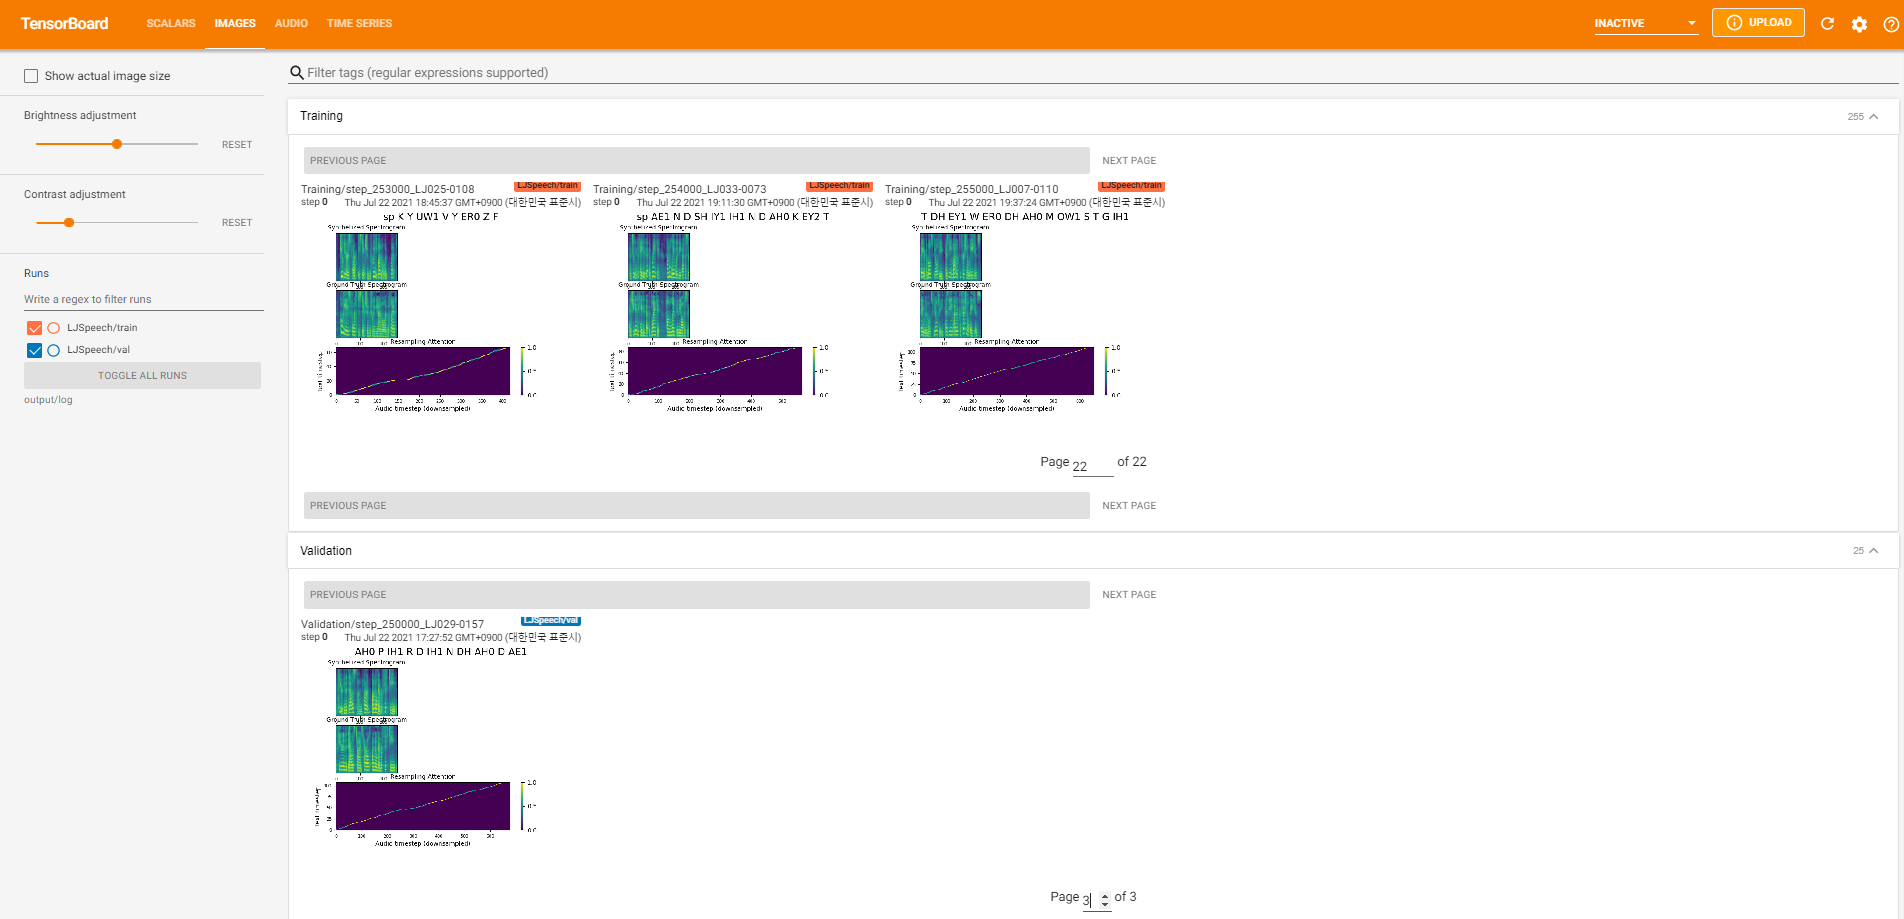 TensorBoard SCALARS IMAGES AUDIO TIME SERIES INACTIVE UPLOAD
Show actual image size
Filter tags (regular expressions supported)
Brightness adjustment
RESET
Contrast adjustment
RESET
Runs
Write a regex to filter runs
LJSpeech/train
LJSpeech/val
TOGGLE ALL RUNS
output/log
Training 255
PREVIOUS PAGE NEXT PAGE
Training/step_253000_LJ025-0108 LJSpeech/train
step 0 Thu Jul 22 2021 18:45:37 GMT+0900 (대한민국 표준시)
sp K Y UW1 V Y ER0 Z F
Synthesized Spectrogram
Ground Truth Spectrogram
Resampling Attention
Text timestep
Audio timestep (downsampled)
Training/step_254000_LJ033-0073 LJSpeech/train
step 0 Thu Jul 22 2021 19:11:30 GMT+0900 (대한민국 표준시)
sp AE1 N D SH IY1 IH1 N D AH0 K EY2 T
Synthesized Spectrogram
Ground Truth Spectrogram
Resampling Attention
Text timestep
Audio timestep (downsampled)
Training/step_255000_LJ007-0110 LJSpeech/train
step 0 Thu Jul 22 2021 19:37:24 GMT+0900 (대한민국 표준시)
T DH EY1 W ER0 DH AH0 M OW1 S T G IH1
Synthesized Spectrogram
Ground Truth Spectrogram
Resampling Attention
Text timestep
Audio timestep (downsampled)
Page 22 of 22
PREVIOUS PAGE NEXT PAGE
Validation 25
PREVIOUS PAGE NEXT PAGE
Validation/step_250000_LJ029-0157 LJSpeech/val
step 0 Thu Jul 22 2021 17:27:52 GMT+0900 (대한민국 표준시)
AH0 P IH1 R D IH1 N DH AH0 D AE1
Synthesized Spectrogram
Ground Truth Spectrogram
Resampling Attention
Text timestep
Audio timestep (downsampled)
Page 3 of 3